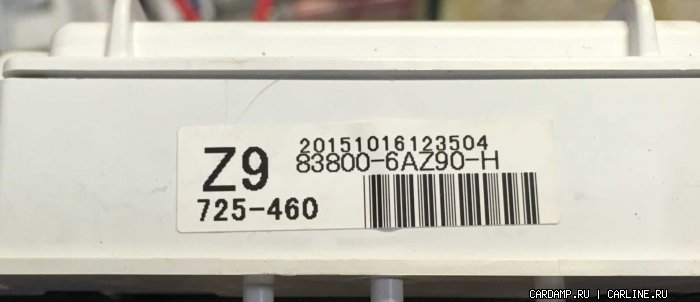 20151016123504
Z9 83800-6AZ90-H
725-460
CARDAMP.RU | CARLINE.RU